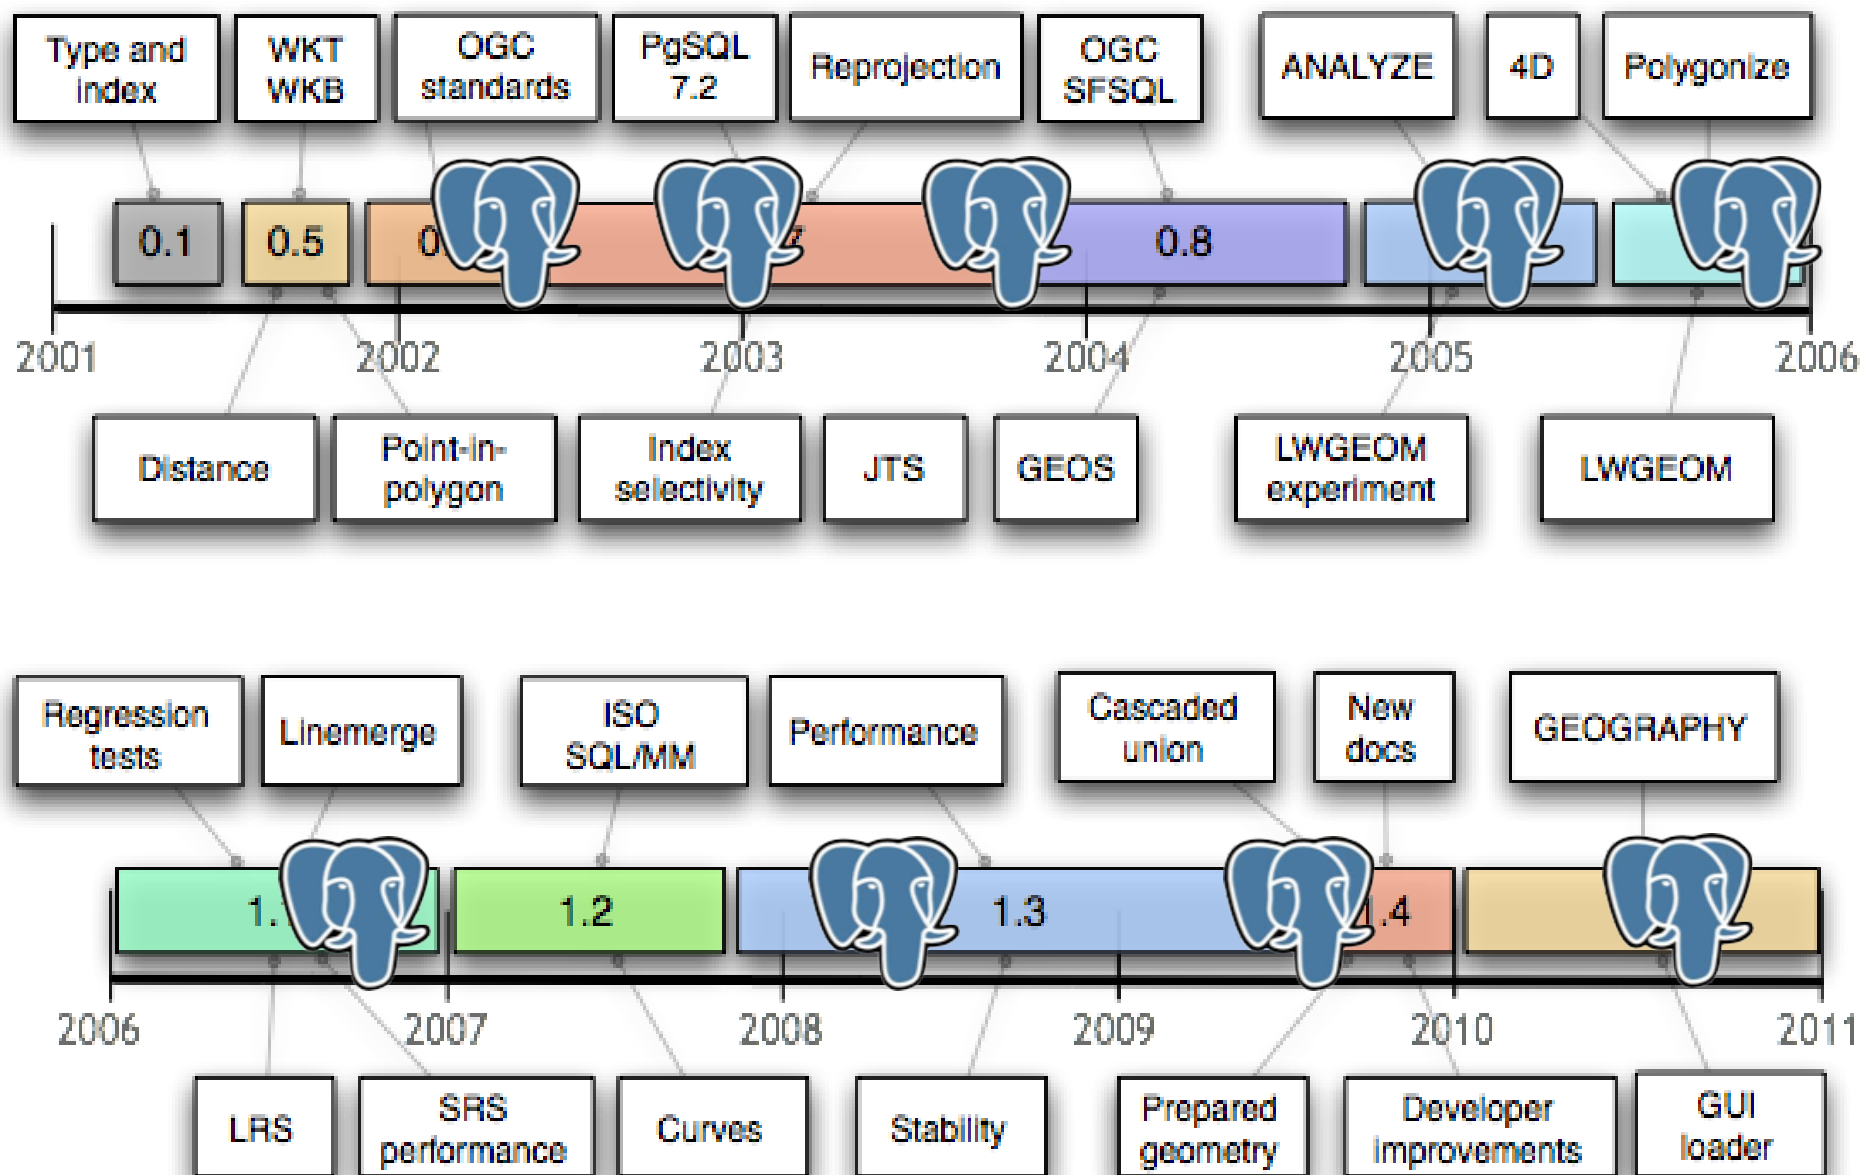 Type and
index
WKT
WKB
OGC
standards
PgSQL
7.2
Reprojection
OGC
SFSQL
ANALYZE
4D
Polygonize
0.1
0.5
0.8
2001
2002
2003
2004
2005
2006
Distance
Point-in-
polygon
Index
selectivity
JTS
GEOS
LWGEOM
experiment
LWGEOM
Regression
tests
Linemerge
ISO
SQL/MM
Performance
Cascaded
union
New
docs
GEOGRAPHY
1.2
1.3
1.4
2006
2007
2008
2009
2010
2011
LRS
SRS
performance
Curves
Stability
Prepared
geometry
Developer
improvements
GUI
loader